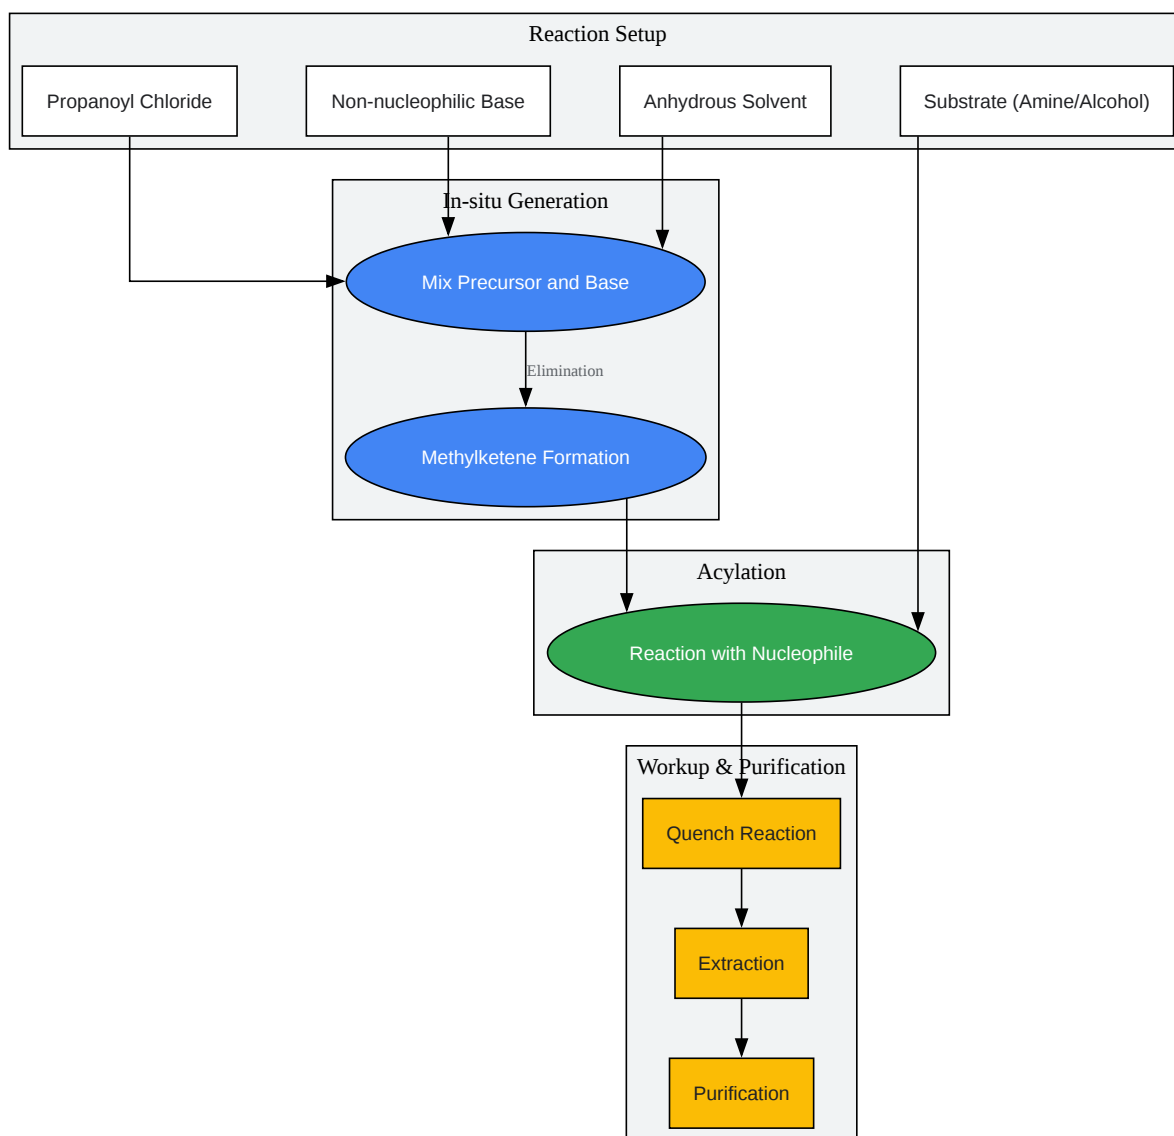 Reaction Setup
Propanoyl Chloride
Non-nucleophilic Base
Anhydrous Solvent
Substrate (Amine/Alcohol)
In-situ Generation
Mix Precursor and Base
Elimination
Methylketene Formation
Acylation
Reaction with Nucleophile
Workup & Purification
Quench Reaction
Extraction
Purification